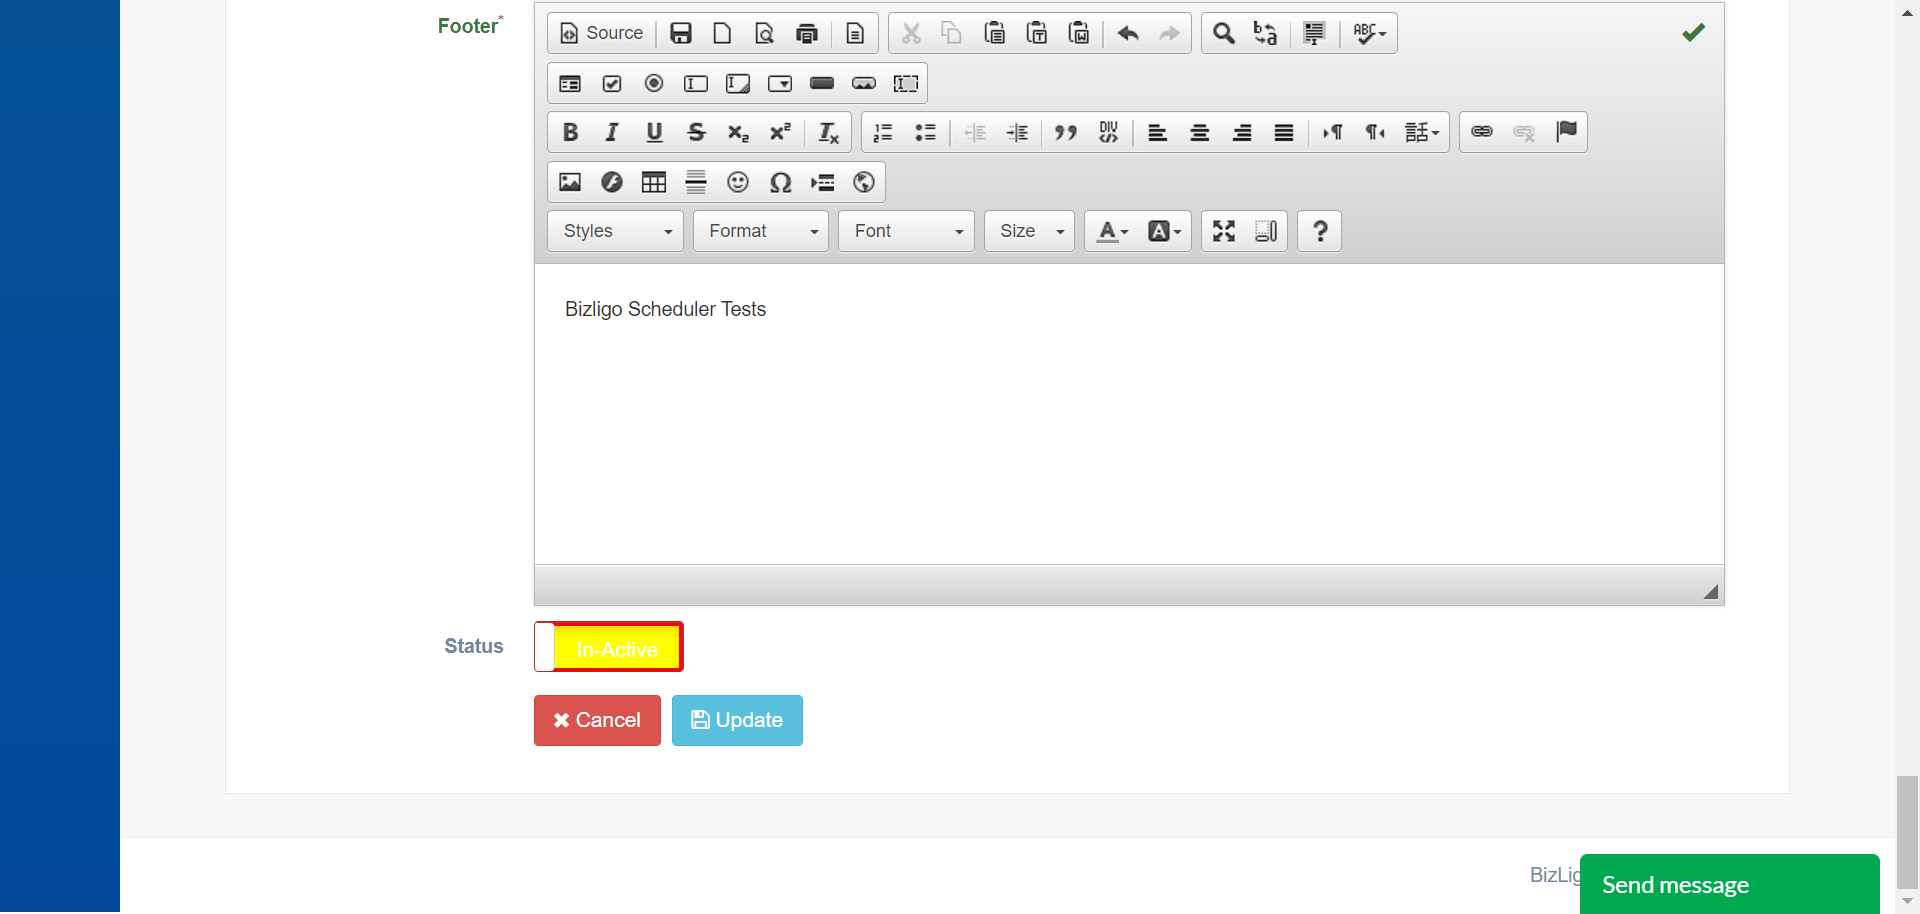 Footer*
Source
Styles Format Font Size
Bizligo Scheduler Tests
Status In-Active
Cancel Update
BizLig
Send message